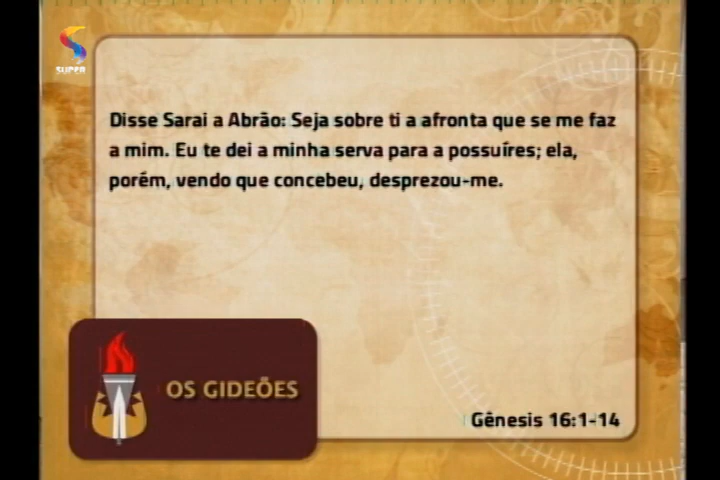 SUPER
Disse Sarai a Abrão: Seja sobre ti a afronta que se me faz
a mim. Eu te dei a minha serva para a possuíres; ela,
porém, vendo que concebeu, desprezou-me.
OS GIDEÕES
Gênesis 16:1-14